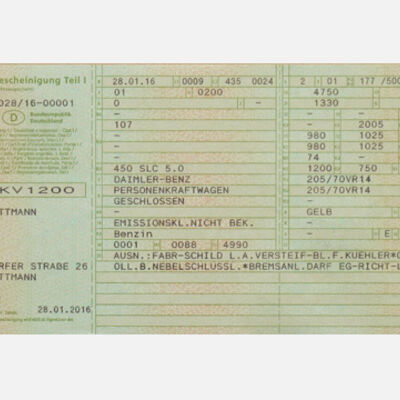 escheinigung Teil I
028/16-00001
D Bundesrepublik
Deutschland
KV1200
TTMANN
RFER STRAßE 26
TTMANN
28.01.2016
28.01.16 0009 435 0024
01 0200
0 -
-
107
-
-
-
450 SLC 5.0
DAIMLER-BENZ
PERSONENKRAFTWAGEN
GESCHLOSSEN
-
EMISSIONSKL.NICHT BEK.
Benzin
0001 0088 4990
2 01 177 /500
4750
1330
- -
- 2005
980 1025
980 1025
74 -
1200 750
205/70VR14
205/70VR14
-
GELB
-
-
- E
AUSN.:FABR-SCHILD L.A.VERSTEIF-BL.F.KUEHLER*
OLL.B.NEBELSCHLUSSL.*BREMSANL.DARF EG-RICHT-L